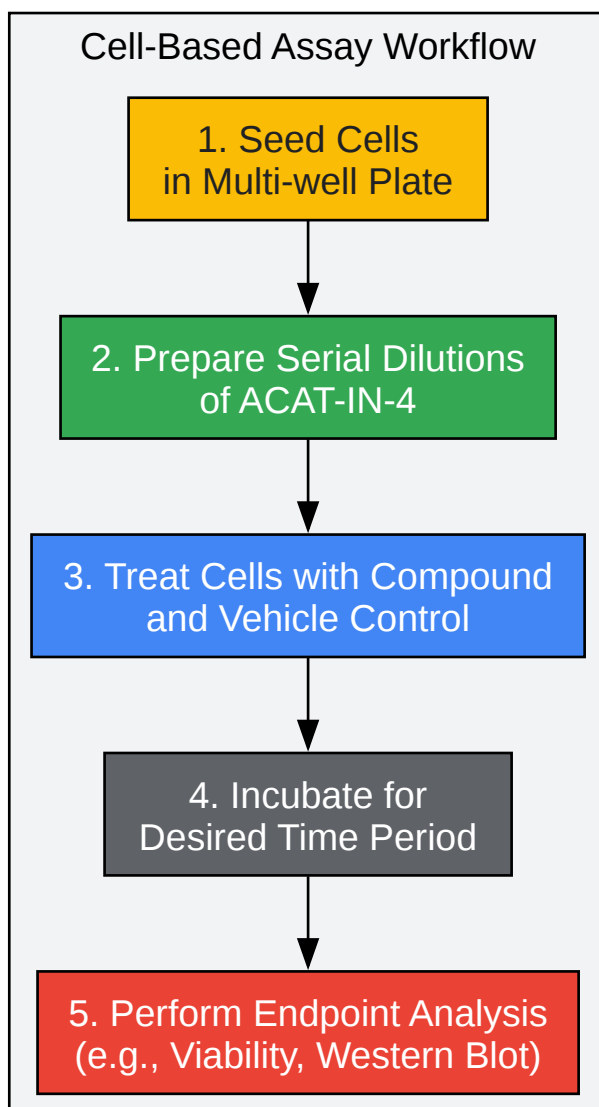 Cell-Based Assay Workflow
1. Seed Cells
in Multi-well Plate
2. Prepare Serial Dilutions
of ACAT-IN-4
3. Treat Cells with Compound
and Vehicle Control
4. Incubate for
Desired Time Period
5. Perform Endpoint Analysis
(e.g., Viability, Western Blot)